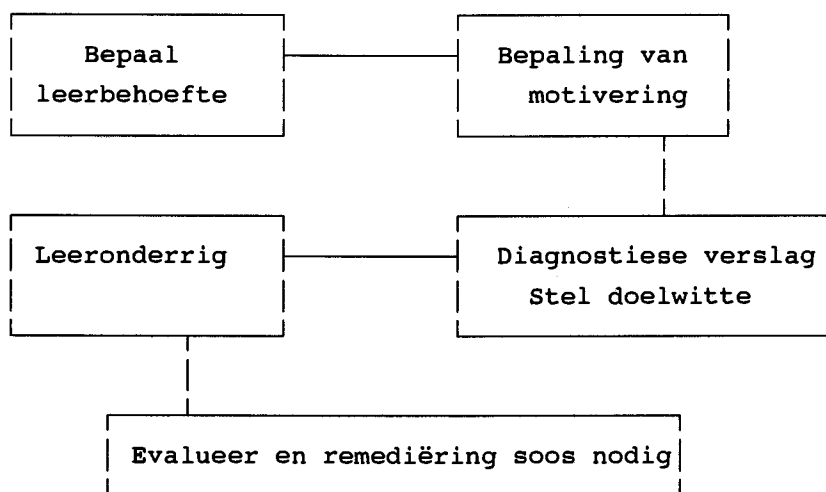 Bepaal
leerbehoefte
Bepaling van
motivering
Leeronderrig
Diagnostiese verslag
Stel doelwitte
Evalueer en remediëring soos nodig